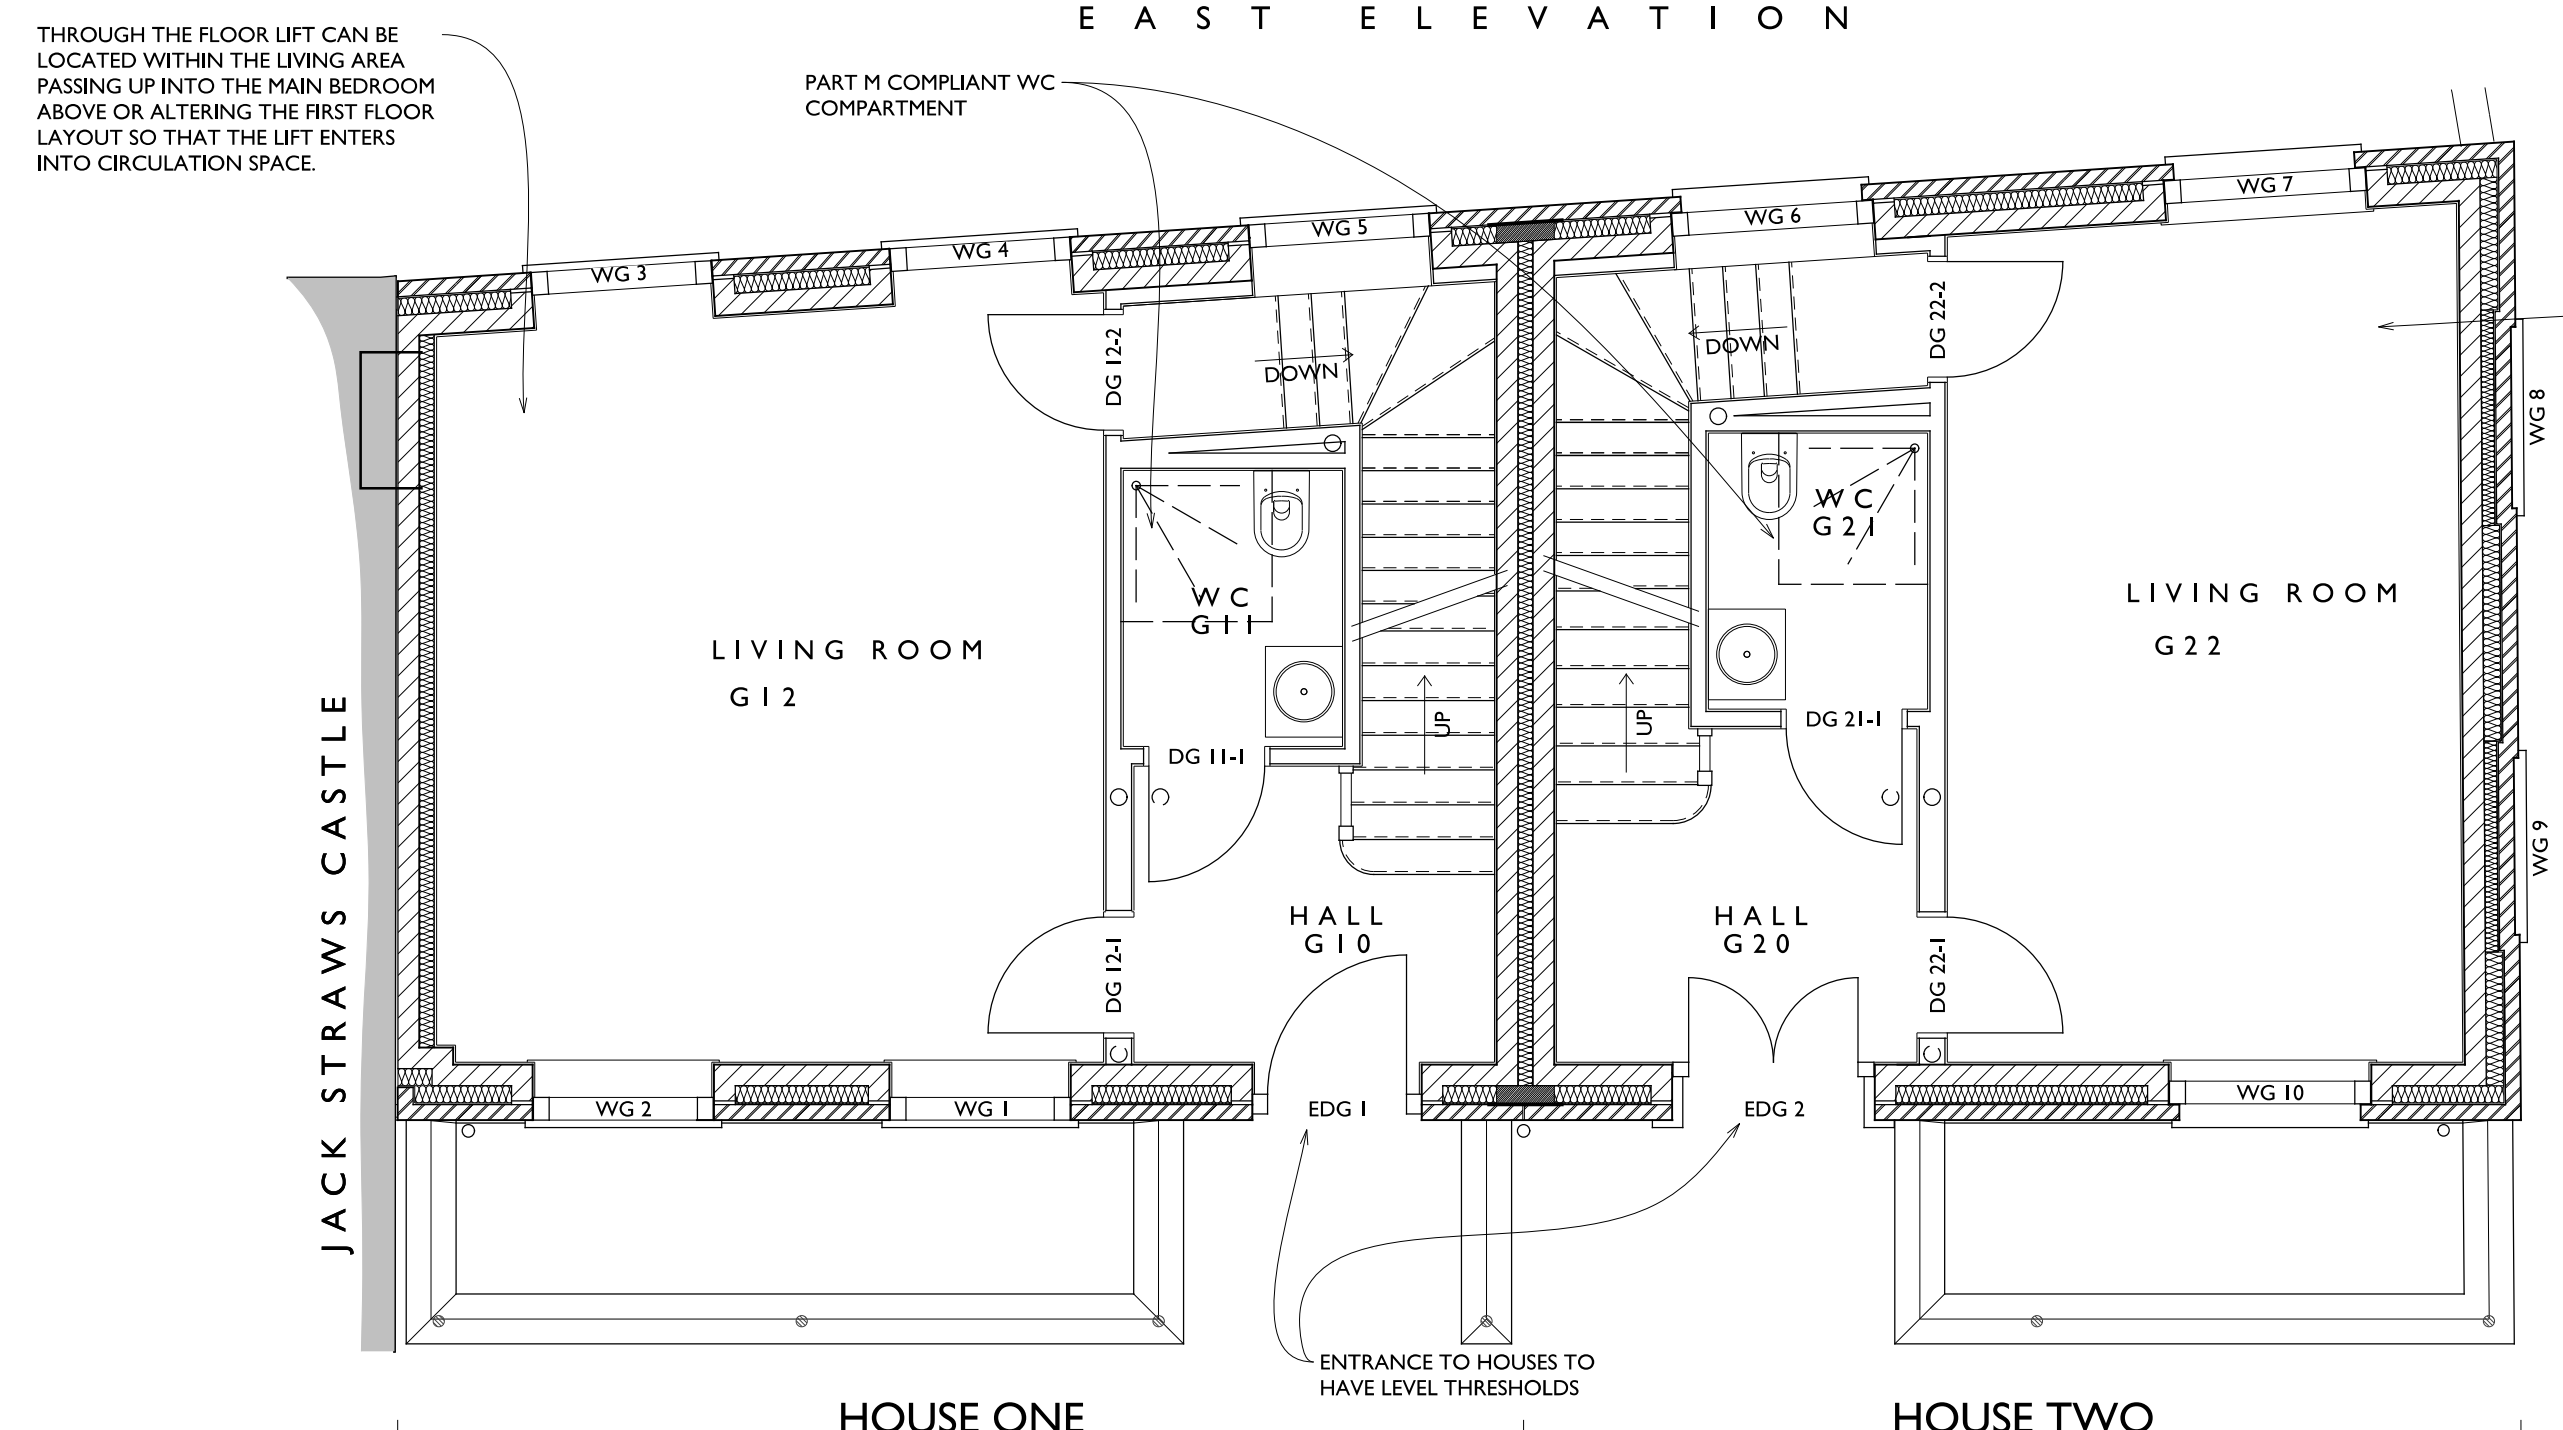 EAST ELEVATION
THROUGH THE FLOOR LIFT CAN BE
LOCATED WITHIN THE LIVING AREA
PASSING UP INTO THE MAIN BEDROOM
ABOVE OR ALTERING THE FIRST FLOOR
LAYOUT SO THAT THE LIFT ENTERS
INTO CIRCULATION SPACE.
PART M COMPLIANT WC
COMPARTMENT
WG 3
WG 4
WG 5
WG 6
WG 7
WG 8
WG 9
DG 12-2
DOWN
DOWN
DG 22-2
WC
G11
WC
G21
LIVING ROOM
G12
LIVING ROOM
G22
UP
UP
DG 11-1
DG 21-1
JACK STRAWS CASTLE
HALL
G10
HALL
G20
DG 12-1
DG 22-1
WG 2
WG 1
EDG 1
EDG 2
WG 10
ENTRANCE TO HOUSES TO
HAVE LEVEL THRESHOLDS
HOUSE ONE
HOUSE TWO